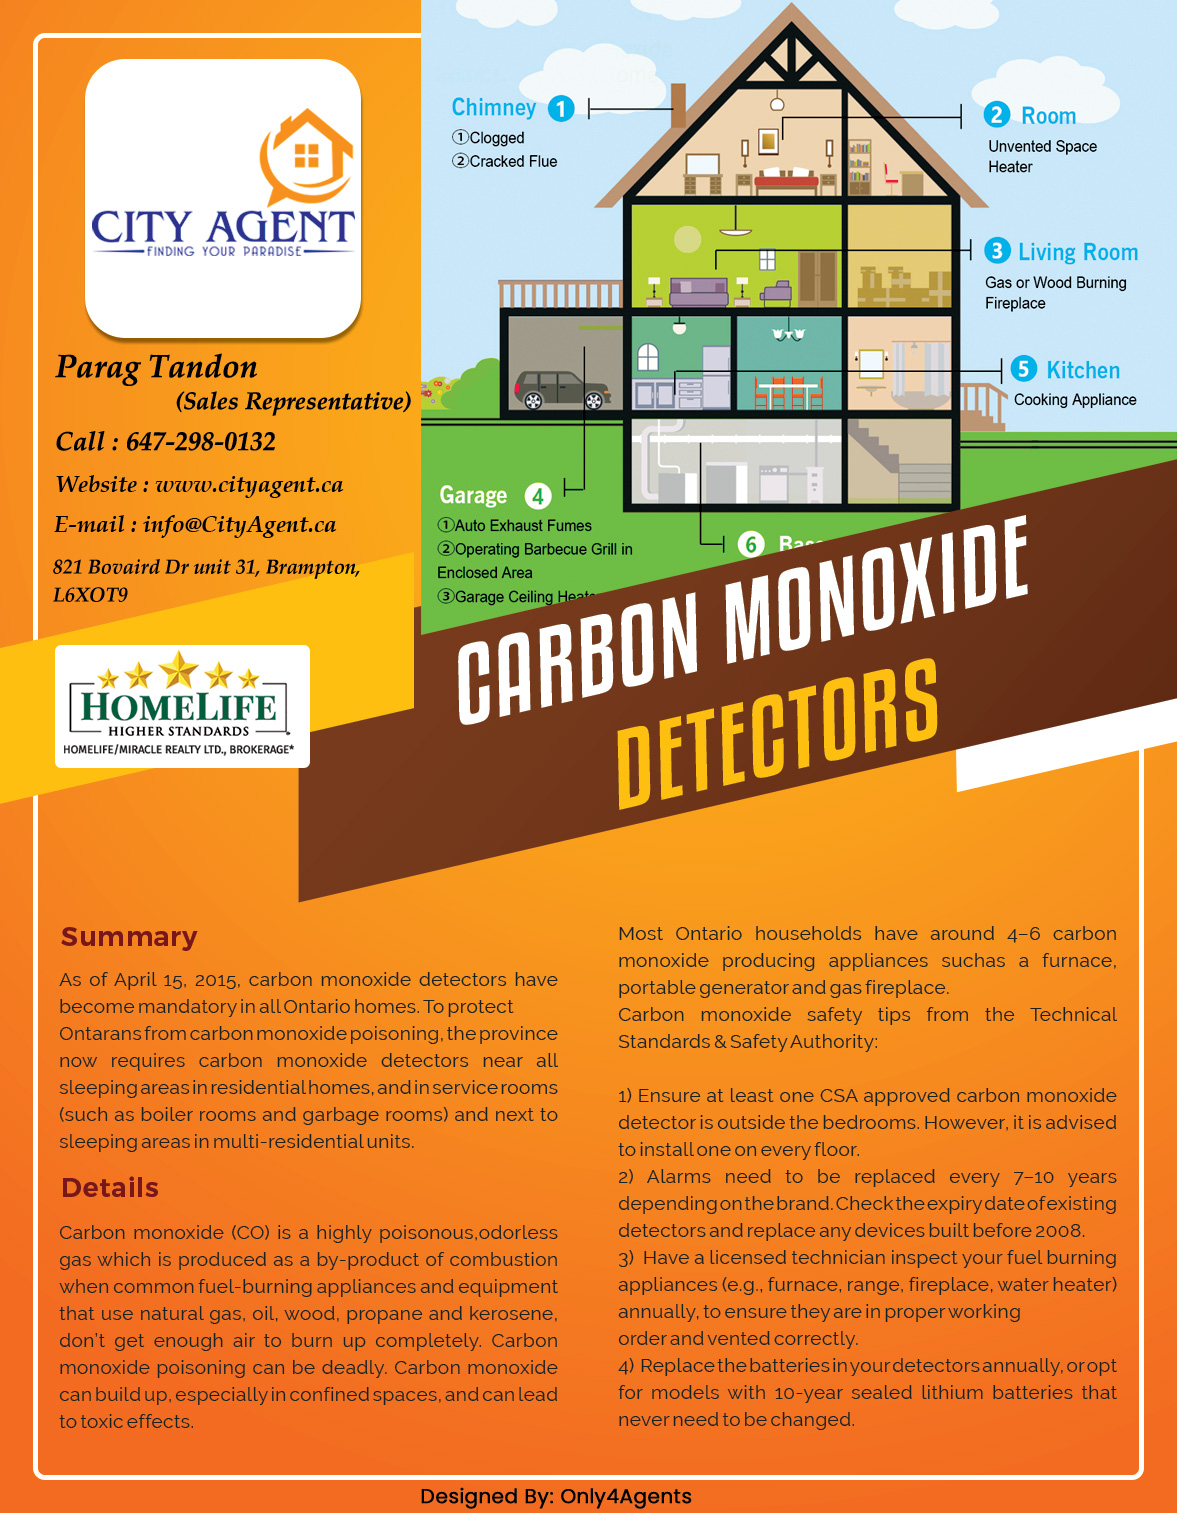 CITY AGENT
FINDING YOUR PARADISE
Parag Tandon
(Sales Representative)
Call : 647-298-0132
Website : www.cityagent.ca
E-mail : info@CityAgent.ca
821 Bovaird Dr unit 31, Brampton,
L6XOT9
HOMELIFE
HIGHER STANDARDS
HOMELIFE/MIRACLE REALTY LTD., BROKERAGE*
Chimney 1
①Clogged
②Cracked Flue
2 Room
Unvented Space
Heater
3 Living Room
Gas or Wood Burning
Fireplace
5 Kitchen
Cooking Appliance
Garage 4
①Auto Exhaust Fumes
②Operating Barbecue Grill in
Enclosed Area
③Garage Ceiling
6
CARBON MONOXIDE
DETECTORS
Summary
As of April 15, 2015, carbon monoxide detectors have
become mandatory in all Ontario homes. To protect
Ontarans from carbon monoxide poisoning, the province
now requires carbon monoxide detectors near all
sleeping areas in residential homes, and in service rooms
(such as boiler rooms and garbage rooms) and next to
sleeping areas in multi-residential units.
Details
Carbon monoxide (CO) is a highly poisonous,odorless
gas which is produced as a by-product of combustion
when common fuel-burning appliances and equipment
that use natural gas, oil, wood, propane and kerosene,
don't get enough air to burn up completely. Carbon
monoxide poisoning can be deadly. Carbon monoxide
can build up, especially in confined spaces, and can lead
to toxic effects.
Most Ontario households have around 4–6 carbon
monoxide producing appliances suchas a furnace,
portable generator and gas fireplace.
Carbon monoxide safety tips from the Technical
Standards & Safety Authority:
1) Ensure at least one CSA approved carbon monoxide
detector is outside the bedrooms. However, it is advised
to install one on every floor.
2) Alarms need to be replaced every 7–10 years
depending on the brand. Check the expiry date of existing
detectors and replace any devices built before 2008.
3) Have a licensed technician inspect your fuel burning
appliances (e.g., furnace, range, fireplace, water heater)
annually, to ensure they are in proper working
order and vented correctly.
4) Replace the batteries in your detectors annually, or opt
for models with 10-year sealed lithium batteries that
never need to be changed.
Designed By: Only4Agents